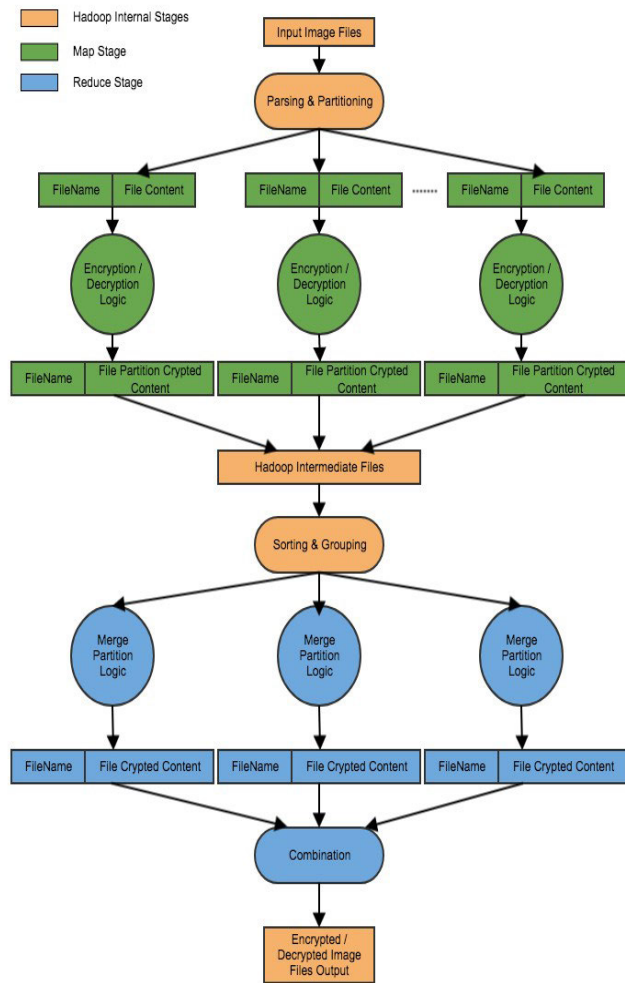 Hadoop Internal Stages
Map Stage
Reduce Stage
Input Image Files
Parsing & Partitioning
FileName File Content
FileName File Content
.......
FileName File Content
Encryption /
Decryption
Logic
Encryption /
Decryption
Logic
Encryption /
Decryption
Logic
FileName File Partition Crypted
Content
FileName File Partition Crypted
Content
FileName File Partition Crypted
Content
Hadoop Intermediate Files
Sorting & Grouping
Merge
Partition
Logic
Merge
Partition
Logic
Merge
Partition
Logic
FileName File Crypted Content
FileName File Crypted Content
FileName File Crypted Content
Combination
Encrypted /
Decrypted Image
Files Output